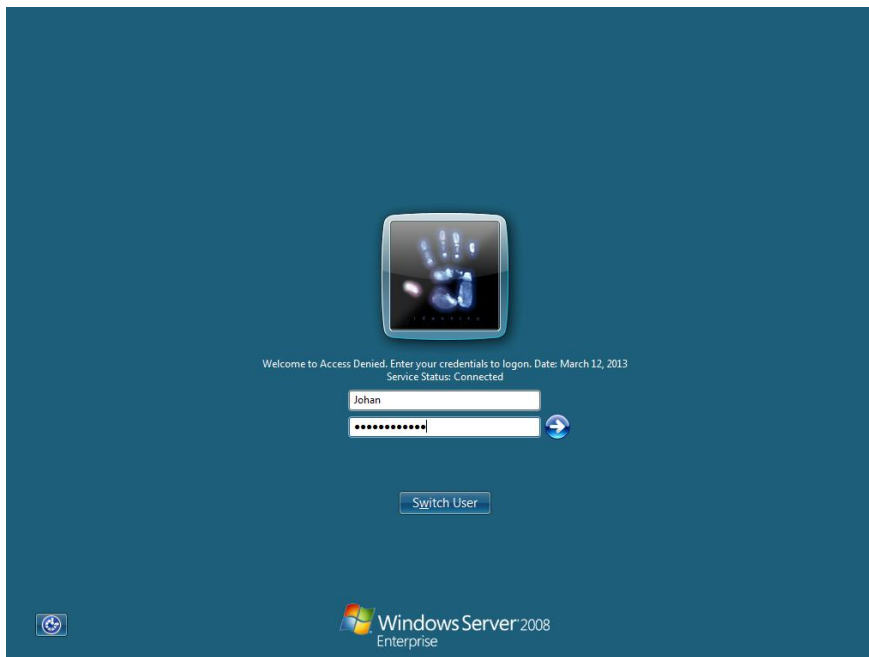 Welcome to Access Denied. Enter your credentials to logon. Date: March 12, 2013
Service Status: Connected
Johan
●●●●●●●●●●●●
Switch User
Windows Server 2008
Enterprise